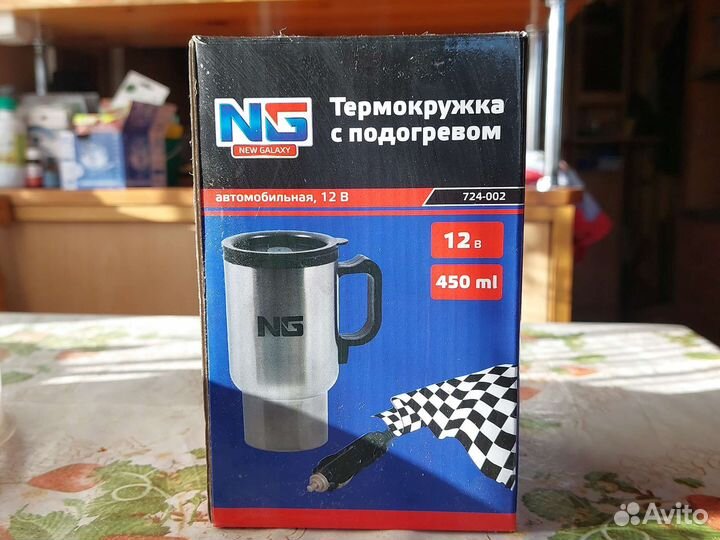 NG
NEW GALAXY
Термокружка
с подогревом
автомобильная, 12 В
724-002
12 В
450 ml
NG
Avito